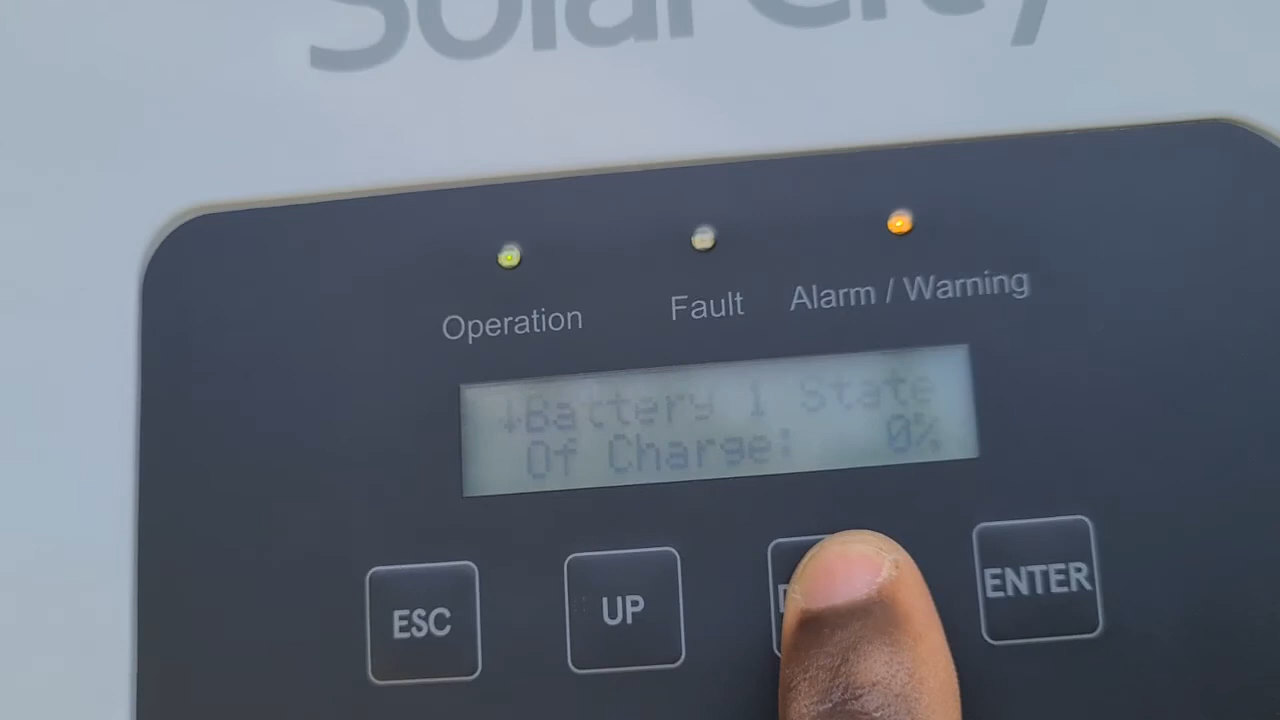 SolarCity
Operation
Fault
Alarm / Warning
↓Battery 1 State
Of Charge: 0%
ESC
UP
ENTER